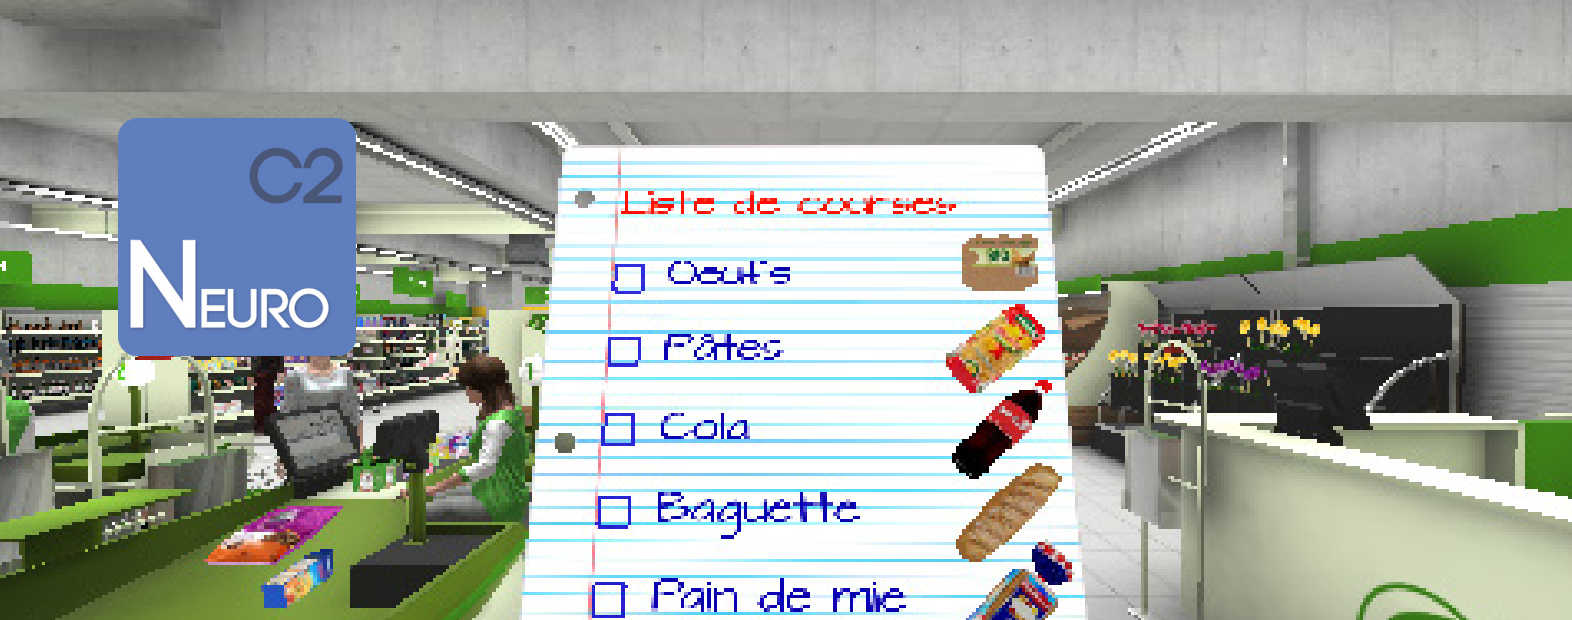 C2
NEURO
Liste de courses
Oeufs
Pâtes
Cola
Baguette
Pain de mie